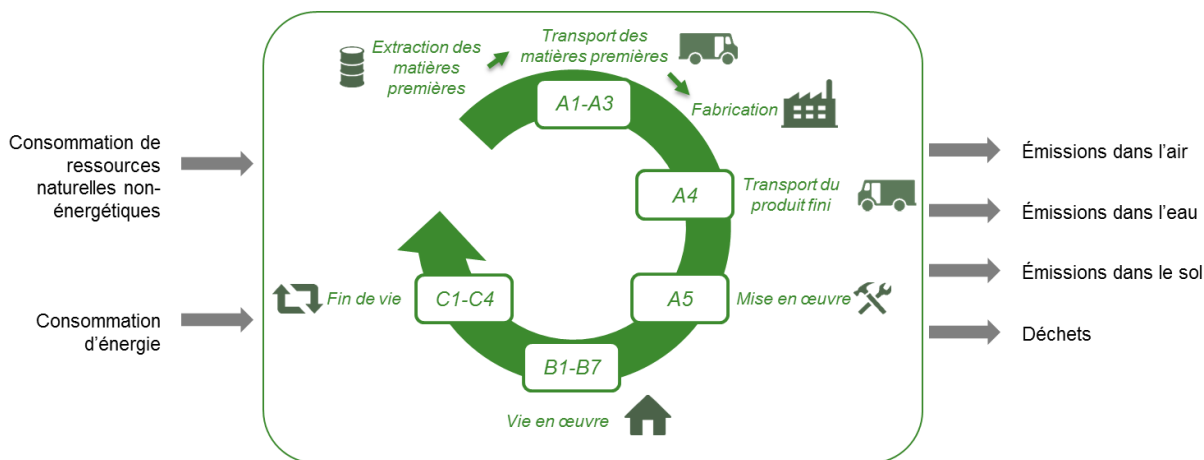 Extraction des
matières
premières
Transport des
matières premières
A1-A3
Fabrication
Consommation de
ressources
naturelles non-
énergétiques
Émissions dans l’air
A4
Transport du
produit fini
Émissions dans l’eau
Émissions dans le sol
Fin de vie
C1-C4
A5
Mise en œuvre
Consommation
d’énergie
Déchets
B1-B7
Vie en œuvre